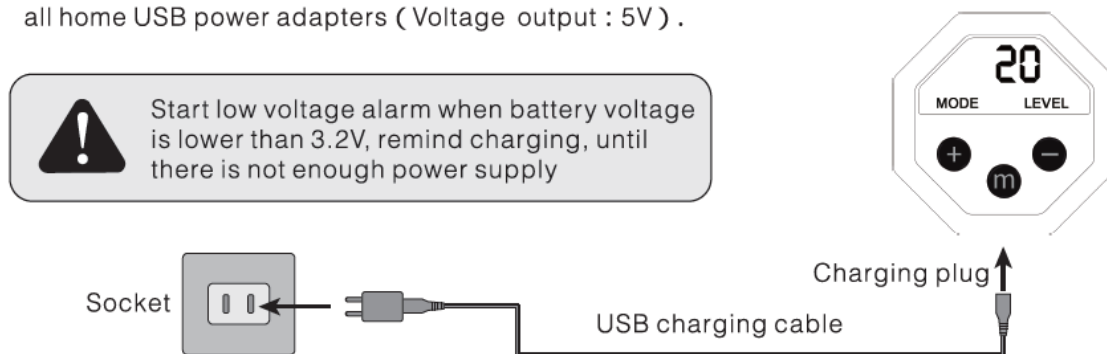 all home USB power adapters ( Voltage output : 5V ) .
Start low voltage alarm when battery voltage
is lower than 3.2V, remind charging, until
there is not enough power supply
20
MODE LEVEL
+ −
m
Charging plug
Socket
USB charging cable